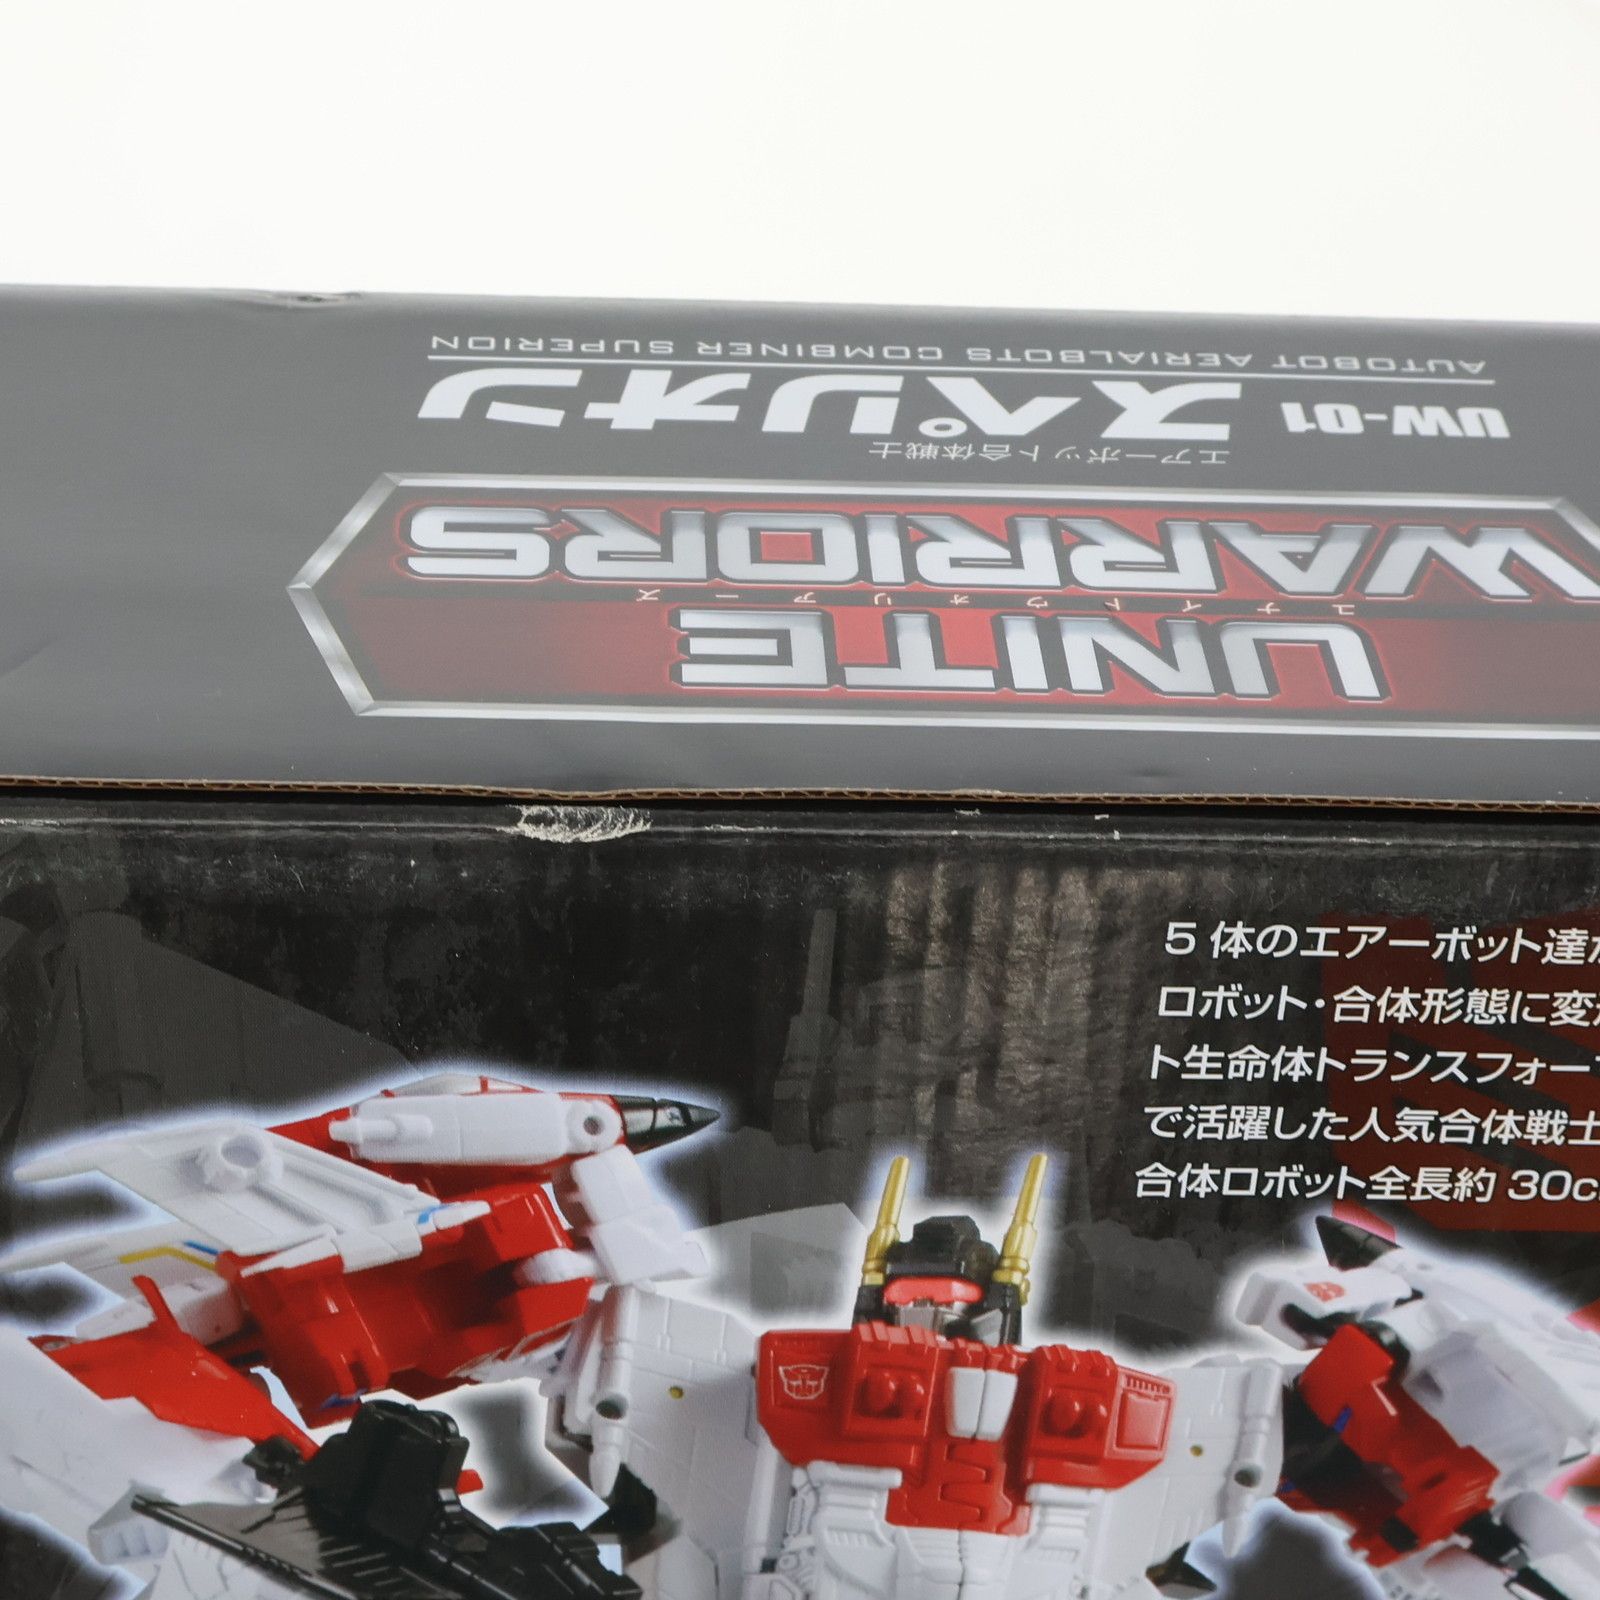 UNITE
ユナイトウォリアーズ
WARRIORS
エアーボット合体戦士
UW-01 スペリオン
AUTOBOT AERIALBOTS COMBINER SUPERION
5体のエアーボット達が
ロボット・合体形態に変
ト生命体トランスフォー
で活躍した人気合体戦士
合体ロボット全長約 30c